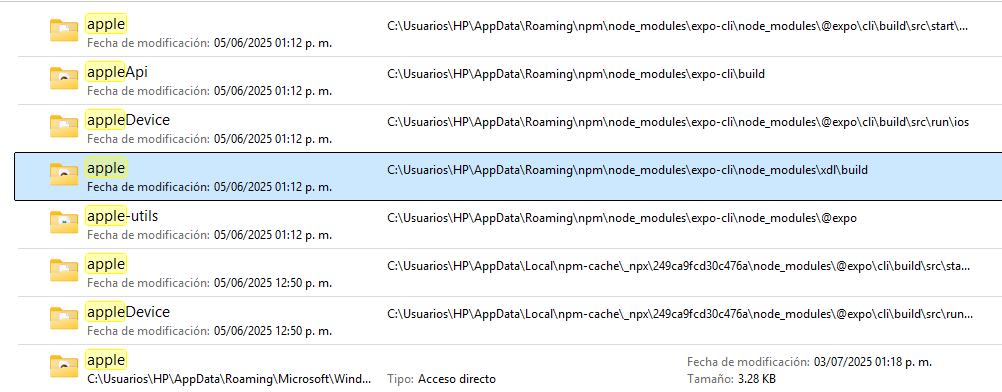 apple
C:\Usuarios\HP\AppData\Roaming\npm\node_modules\expo-cli\node_modules\@expo\cli\build\src\start\...
Fecha de modificación: 05/06/2025 01:12 p. m.
appleApi
C:\Usuarios\HP\AppData\Roaming\npm\node_modules\expo-cli\build
Fecha de modificación: 05/06/2025 01:12 p. m.
appleDevice
C:\Usuarios\HP\AppData\Roaming\npm\node_modules\expo-cli\node_modules\@expo\cli\build\src\run\ios
Fecha de modificación: 05/06/2025 01:12 p. m.
apple
C:\Usuarios\HP\AppData\Roaming\npm\node_modules\expo-cli\node_modules\xdl\build
Fecha de modificación: 05/06/2025 01:12 p. m.
apple-utils
C:\Usuarios\HP\AppData\Roaming\npm\node_modules\expo-cli\node_modules\@expo
Fecha de modificación: 05/06/2025 01:12 p. m.
apple
C:\Usuarios\HP\AppData\Local\npm-cache\_npx\249ca9fcd30c476a\node_modules\@expo\cli\build\src\sta...
Fecha de modificación: 05/06/2025 12:50 p. m.
appleDevice
C:\Usuarios\HP\AppData\Local\npm-cache\_npx\249ca9fcd30c476a\node_modules\@expo\cli\build\src\run...
Fecha de modificación: 05/06/2025 12:50 p. m.
apple
Fecha de modificación: 03/07/2025 01:18 p. m.
C:\Usuarios\HP\AppData\Roaming\Microsoft\Wind... Tipo: Acceso directo Tamaño: 3.28 KB